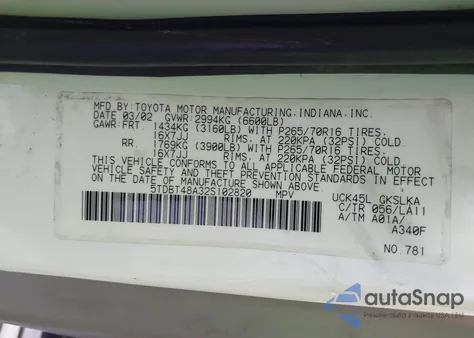 MFD.BY:TOYOTA MOTOR MANUFACTURING,INDIANA,INC.
DATE 03/02 GVWR:2994KG (6600LB)
GAWR:FRT. 1434KG (3160LB) WITH P265/70R16 TIRES,
16X7JJ RIMS. AT 220KPA (32PSI) COLD.
RR. 1769KG (3900LB) WITH P265/70R16 TIRES,
16X7JJ RIMS. AT 220KPA (32PSI) COLD.
THIS VEHICLE CONFORMS TO ALL APPLICABLE FEDERAL MOTOR
VEHICLE SAFETY AND THEFT PREVENTION STANDARDS IN EFFECT
ON THE DATE OF MANUFACTURE SHOWN ABOVE.
5TDBT48A32S102820 MPV
UCK45L GKSLKA
C/TR 056/LA11
A/TM A01A/
A340F
NO.781
autoSnap